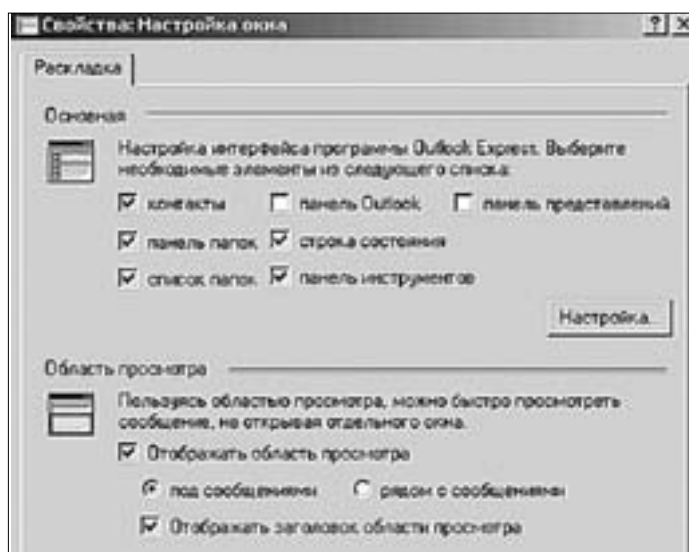 Свойства: Настройка окна
Раскладка
Основная
Настройка интерфейса программы Outlook Express. Выберите
необходимые элементы из следующего списка:
контакты панель Outlook панель представлений
панель папок строка состояния
список папок панель инструментов
Настройка...
Область просмотра
Пользуясь областью просмотра, можно быстро просмотреть
сообщение, не открывая отдельного окна.
Отображать область просмотра
под сообщениями рядом с сообщениями
Отображать заголовок области просмотра